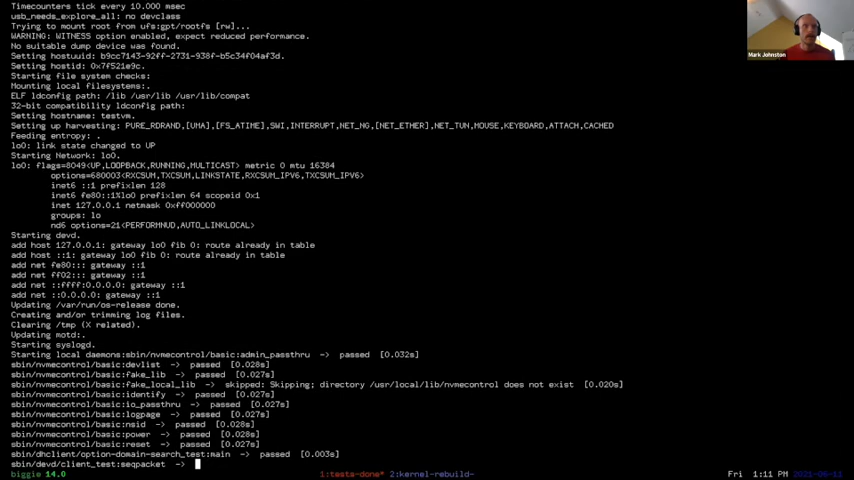 Timecounters tick every 10.000 msec
usb_needs_explore_all: no devclass
Trying to mount root from ufs:gpt/rootfs [rw]...
WARNING: WITNESS option enabled, expect reduced performance.
No suitable dump device was found.
Setting hostuuid: b9cc7143-92ff-2731-938f-b5c34f04af3d.
Setting hostid: 0x7f521e9c.
Starting file system checks:
Mounting local filesystems:.
ELF ldconfig path: /lib /usr/lib /usr/lib/compat
32-bit compatibility ldconfig path:
Setting hostname: testvm.
Setting up harvesting: PURE_RDRAND,[UMA],[FS_ATIME],SWI,INTERRUPT,NET_NG,[NET_ETHER],NET_TUN,MOUSE,KEYBOARD,ATTACH,CACHED
Feeding entropy: .
lo0: link state changed to UP
Starting Network: lo0.
lo0: flags=8049<UP,LOOPBACK,RUNNING,MULTICAST> metric 0 mtu 16384
options=680003<RXCSUM,TXCSUM,LINKSTATE,RXCSUM_IPV6,TXCSUM_IPV6>
inet6 ::1 prefixlen 128
inet6 fe80::1%lo0 prefixlen 64 scopeid 0x1
inet 127.0.0.1 netmask 0xff000000
groups: lo
nd6 options=21<PERFORMNUD,AUTO_LINKLOCAL>
Starting devd.
add host 127.0.0.1: gateway lo0 fib 0: route already in table
add host ::1: gateway lo0 fib 0: route already in table
add net fe80::: gateway ::1
add net ff02::: gateway ::1
add net ::ffff:0.0.0.0: gateway ::1
add net ::0.0.0.0: gateway ::1
Updating /var/run/os-release done.
Creating and/or trimming log files.
Clearing /tmp (X related).
Updating motd:.
Starting syslogd.
Starting local daemons:sbin/nvmecontrol/basic:admin_passthru -> passed [0.032s]
sbin/nvmecontrol/basic:devlist -> passed [0.028s]
sbin/nvmecontrol/basic:fake_lib -> passed [0.027s]
sbin/nvmecontrol/basic:fake_local_lib -> skipped: Skipping; directory /usr/local/lib/nvmecontrol does not exist [0.020s]
sbin/nvmecontrol/basic:identify -> passed [0.027s]
sbin/nvmecontrol/basic:io_passthru -> passed [0.027s]
sbin/nvmecontrol/basic:logpage -> passed [0.027s]
sbin/nvmecontrol/basic:nsid -> passed [0.027s]
sbin/nvmecontrol/basic:power -> passed [0.028s]
sbin/nvmecontrol/basic:reset -> passed [0.027s]
sbin/dhclient/option-domain-search_test:main -> passed [0.003s]
sbin/devd/client_test:seqpacket ->
biggie 14.0 1:tests-done* 2:kernel-rebuild- Fri 1:11 PM 2021-06-11
Mark Johnston